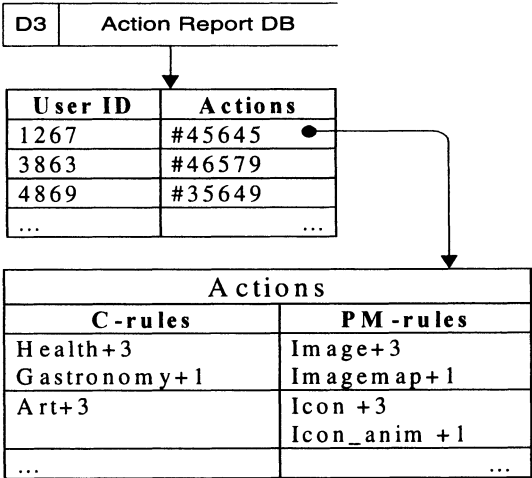 D3 Action Report DB
User ID Actions
1267 #45645
3863 #46579
4869 #35649
... ...
Actions
C-rules PM-rules
Health+3 Image+3
Gastronomy+1 Imagemap+1
Art+3 Icon +3
Icon_anim +1
... ...